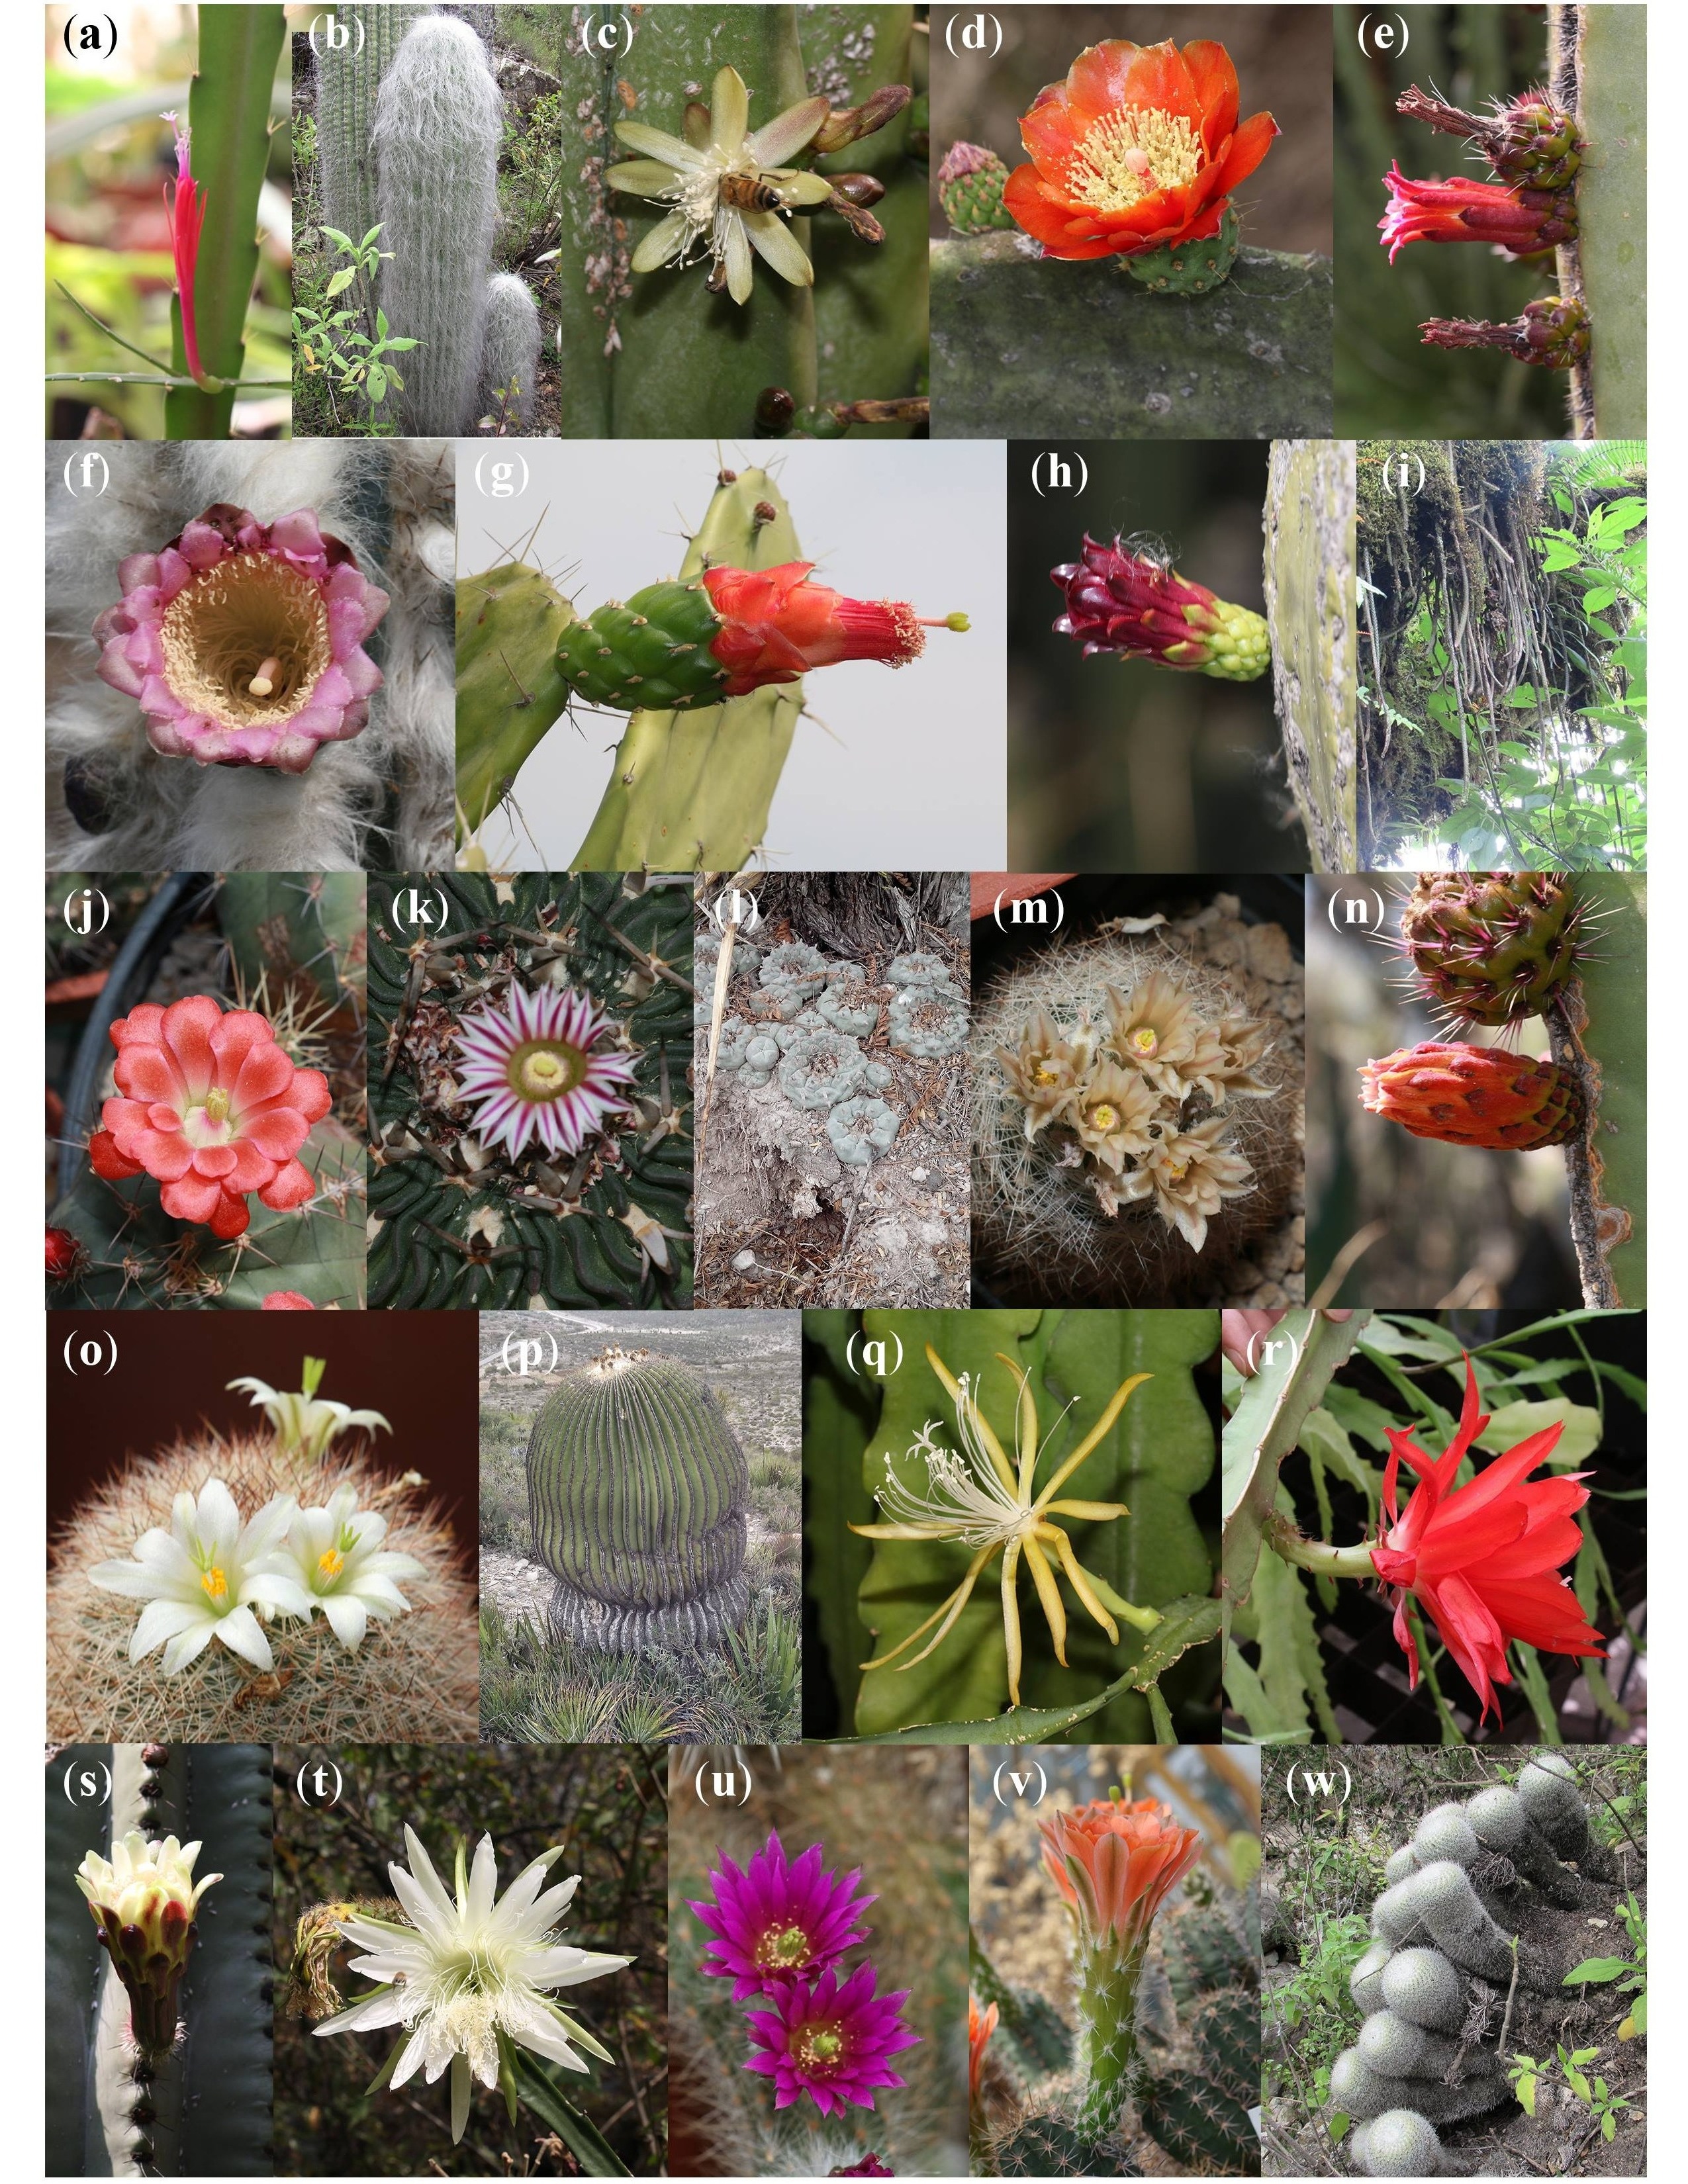 (a)
(b)
(c)
(d)
(e)
(f)
(g)
(h)
(i)
(j)
(k)
(l)
(m)
(n)
(o)
(p)
(q)
(r)
(s)
(t)
(u)
(v)
(w)